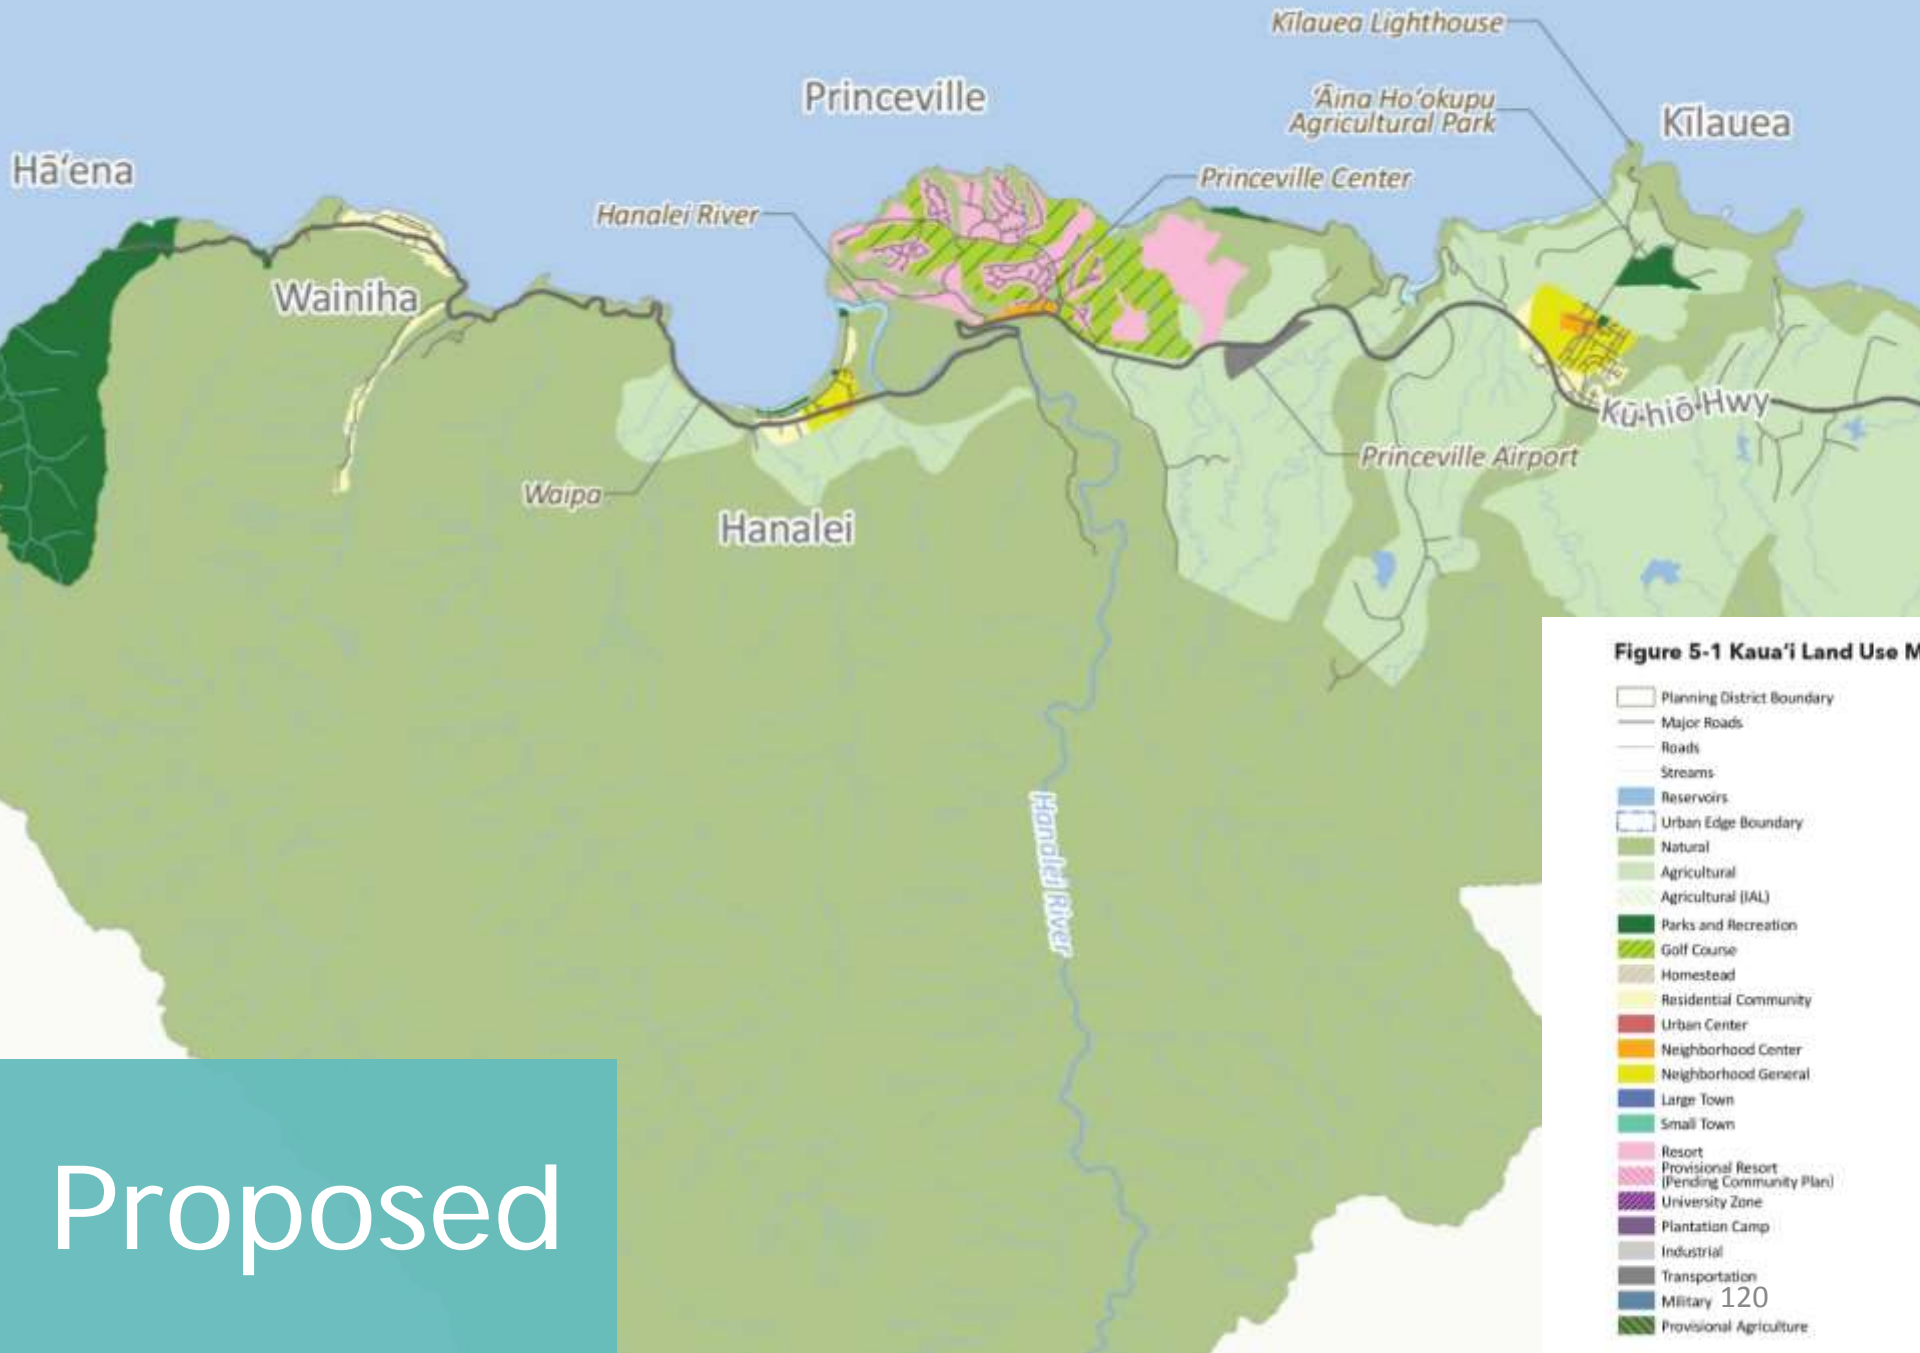 Kīlauea Lighthouse
Princeville
ʻĀina Hoʻokupu
Agricultural Park
Kīlauea
Hāʻena
Princeville Center
Hanalei River
Wainiha
Kūhiō Hwy
Princeville Airport
Waipa
Hanalei
Hanalei River
Figure 5-1 Kauaʻi Land Use M
Planning District Boundary
Major Roads
Roads
Streams
Reservoirs
Urban Edge Boundary
Natural
Agricultural
Agricultural (IAL)
Parks and Recreation
Golf Course
Homestead
Residential Community
Urban Center
Neighborhood Center
Neighborhood General
Large Town
Small Town
Resort
Provisional Resort
(Pending Community Plan)
University Zone
Plantation Camp
Industrial
Transportation
Military
Provisional Agriculture
120
Proposed